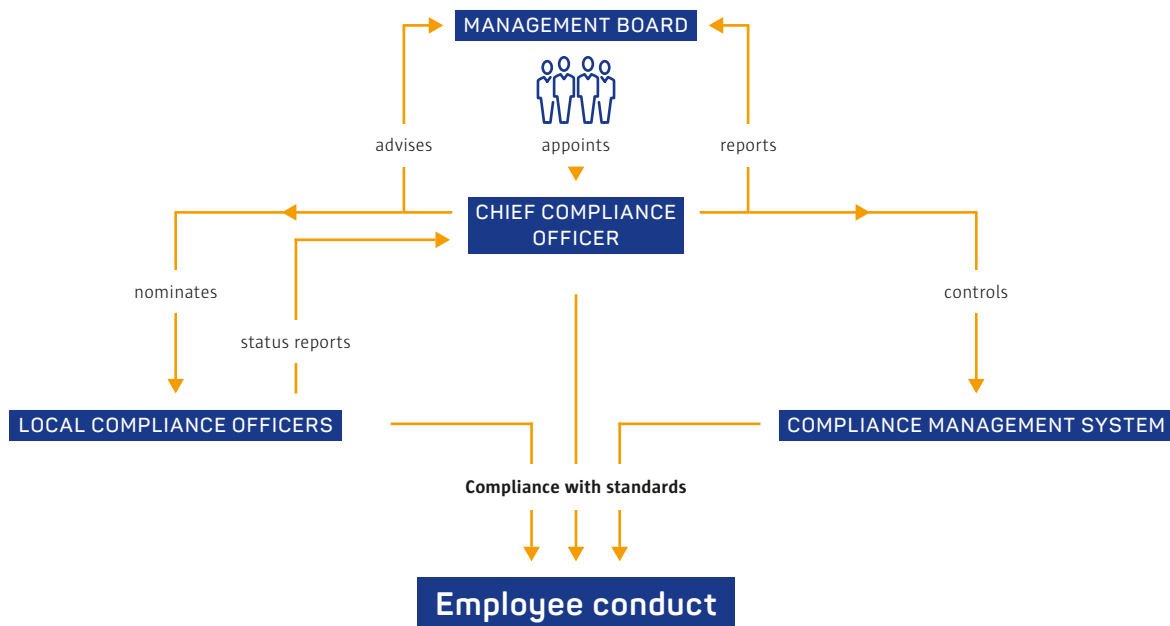 MANAGEMENT BOARD
advises
appoints
reports
CHIEF COMPLIANCE
OFFICER
nominates
controls
status reports
LOCAL COMPLIANCE OFFICERS
COMPLIANCE MANAGEMENT SYSTEM
Compliance with standards
Employee conduct